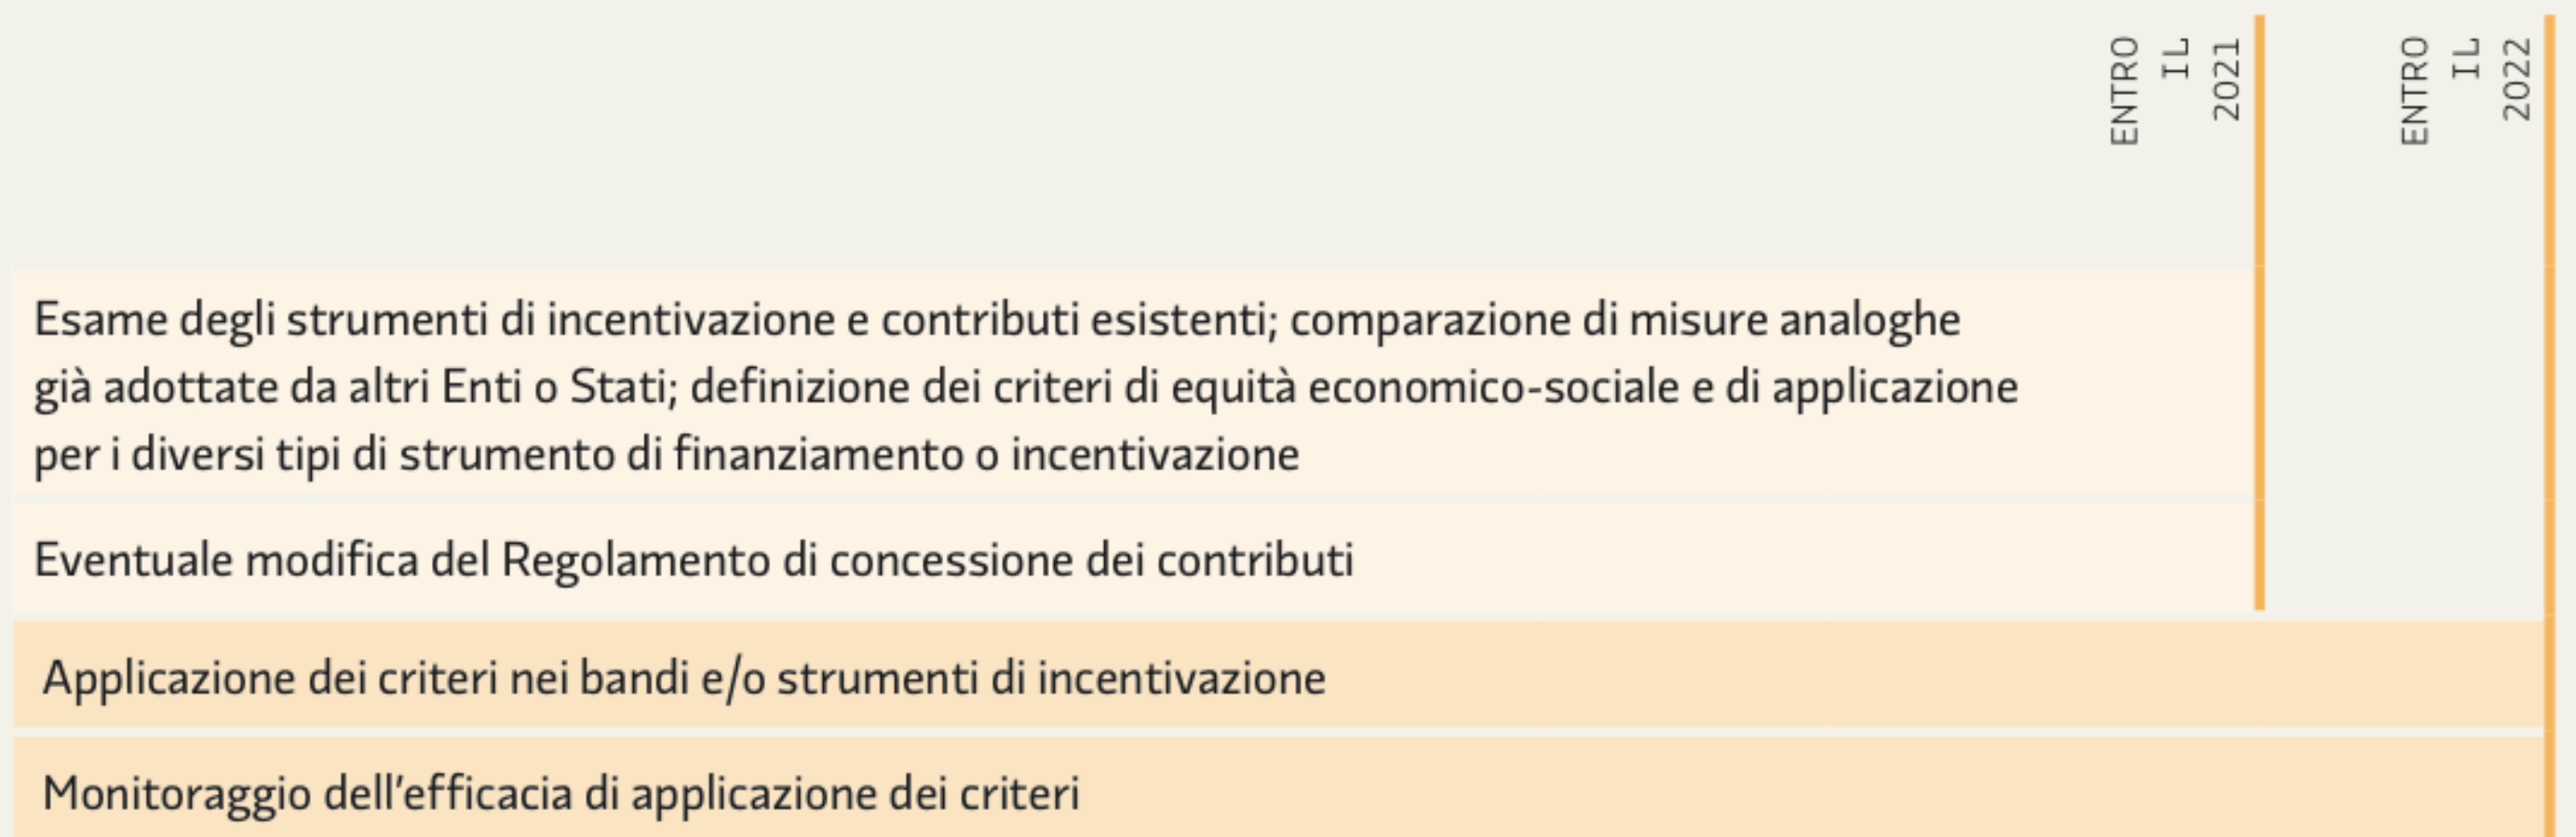 ENTRO
IL
2021
ENTRO
IL
2022
Esame degli strumenti di incentivazione e contributi esistenti; comparazione di misure analoghe
già adottate da altri Enti o Stati; definizione dei criteri di equità economico-sociale e di applicazione
per i diversi tipi di strumento di finanziamento o incentivazione
Eventuale modifica del Regolamento di concessione dei contributi
Applicazione dei criteri nei bandi e/o strumenti di incentivazione
Monitoraggio dell’efficacia di applicazione dei criteri